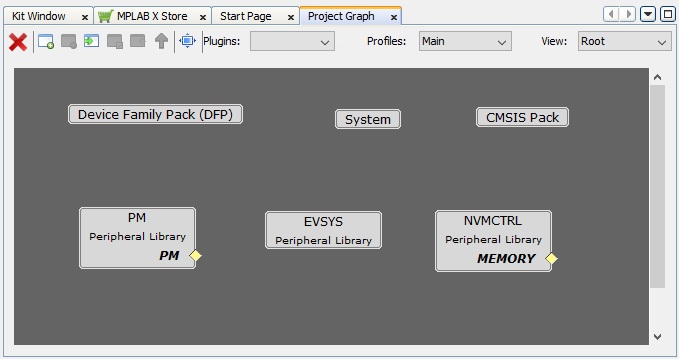 Kit Window x MPLAB X Store x Start Page x Project Graph x
Plugins: Profiles: Main View: Root
Device Family Pack (DFP) System CMSIS Pack
PM EVSYS NVMCTRL
Peripheral Library Peripheral Library Peripheral Library
PM MEMORY